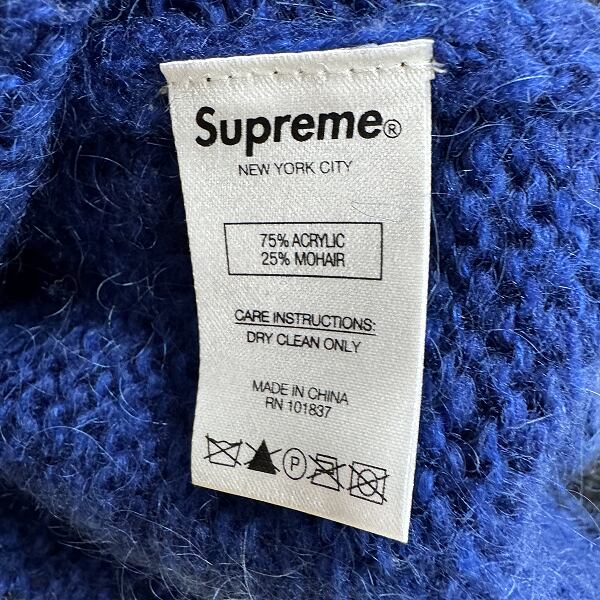 Supreme®
NEW YORK CITY
75% ACRYLIC
25% MOHAIR
CARE INSTRUCTIONS:
DRY CLEAN ONLY
MADE IN CHINA
RN 101837
P